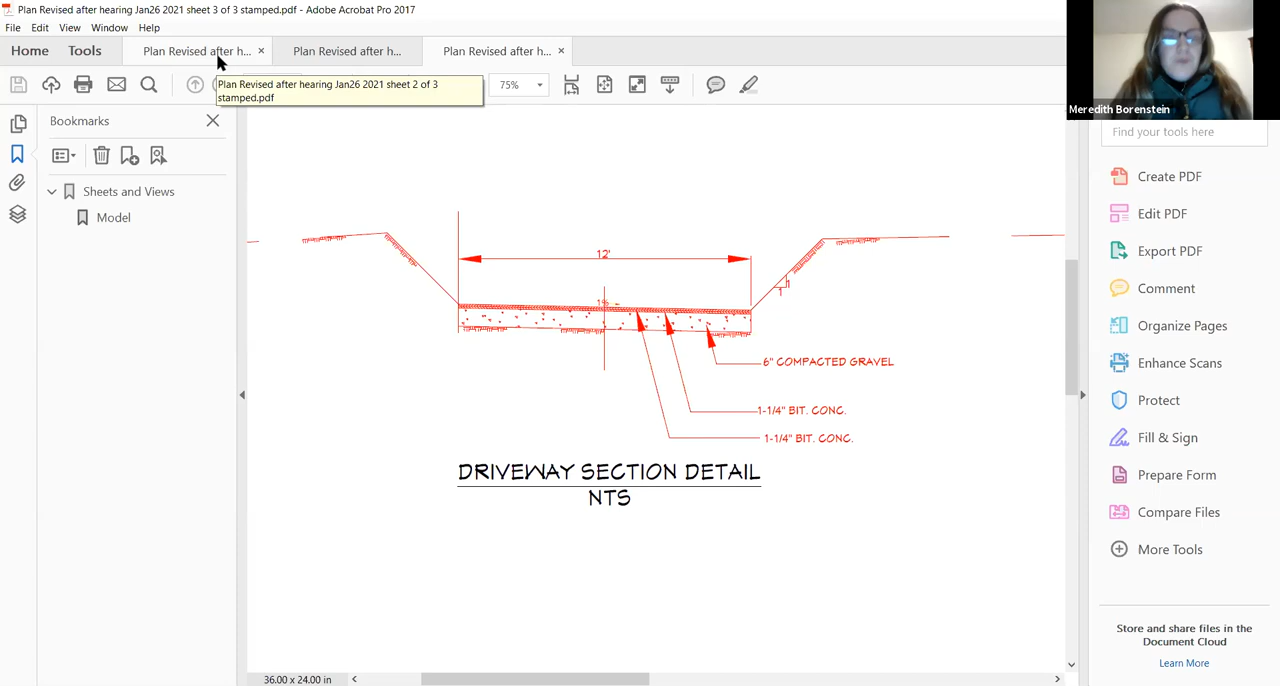 Plan Revised after hearing Jan26 2021 sheet 3 of 3 stamped.pdf - Adobe Acrobat Pro 2017
File Edit View Window Help
Home Tools Plan Revised after h... × Plan Revised after h... Plan Revised after h... ×
Plan Revised after hearing Jan26 2021 sheet 2 of 3
stamped.pdf
75%
Meredith Borenstein
Bookmarks
Sheets and Views
Model
Find your tools here
Create PDF
Edit PDF
Export PDF
Comment
Organize Pages
Enhance Scans
Protect
Fill & Sign
Prepare Form
Compare Files
More Tools
Store and share files in the
Document Cloud
Learn More
12'
1
1
6" COMPACTED GRAVEL
1-1/4" BIT. CONC.
1-1/4" BIT. CONC.
DRIVEWAY SECTION DETAIL
NTS
36.00 x 24.00 in